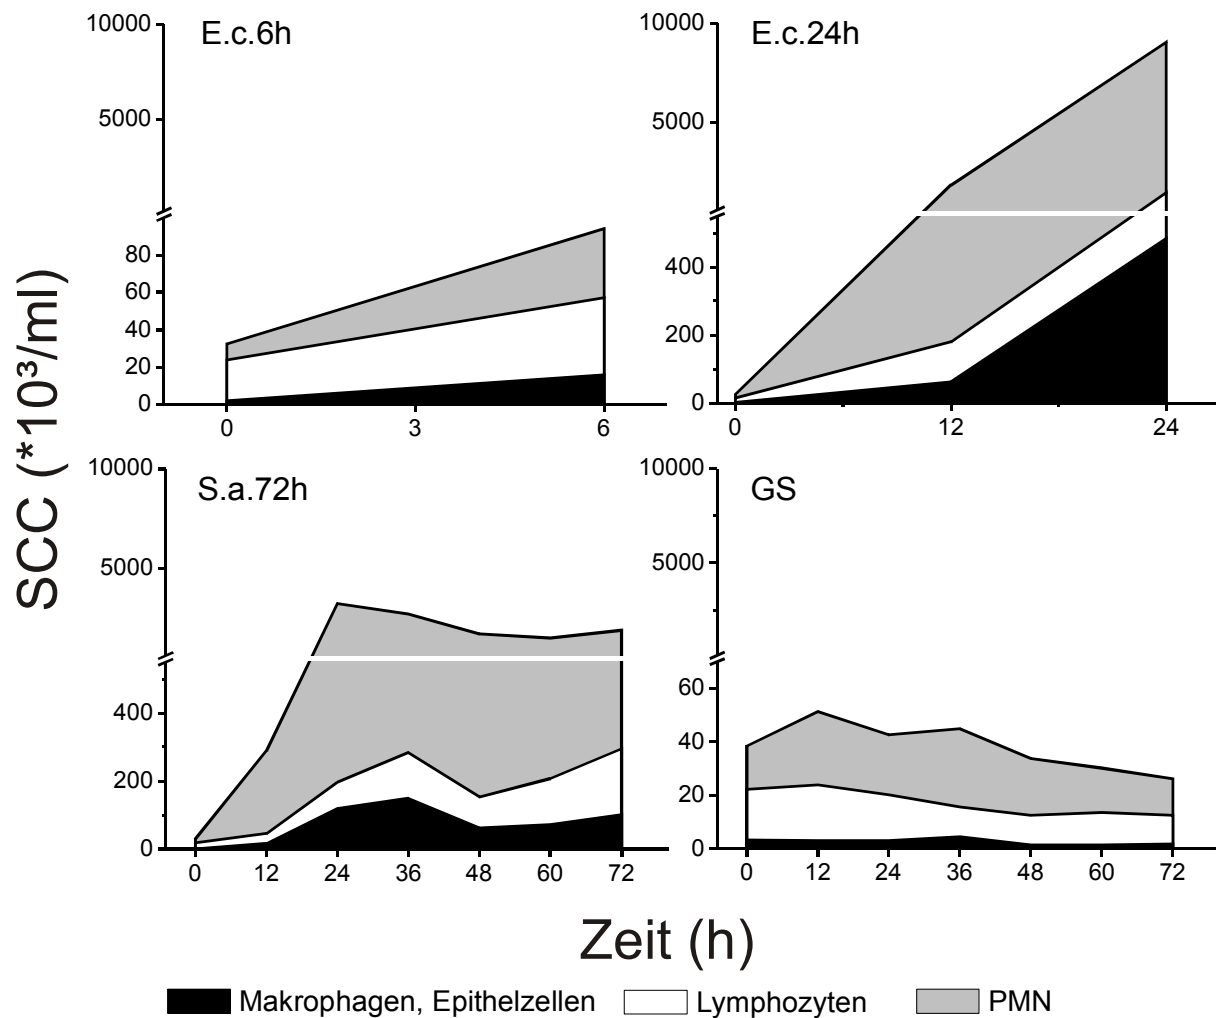 SCC (*10³/ml)
E.c.6h
10000
5000
80
60
40
20
0
0 3 6
E.c.24h
10000
5000
400
200
0
0 12 24
S.a.72h
10000
5000
400
200
0
0 12 24 36 48 60 72
GS
10000
5000
60
40
20
0
0 12 24 36 48 60 72
Zeit (h)
Makrophagen, Epithelzellen Lymphozyten PMN